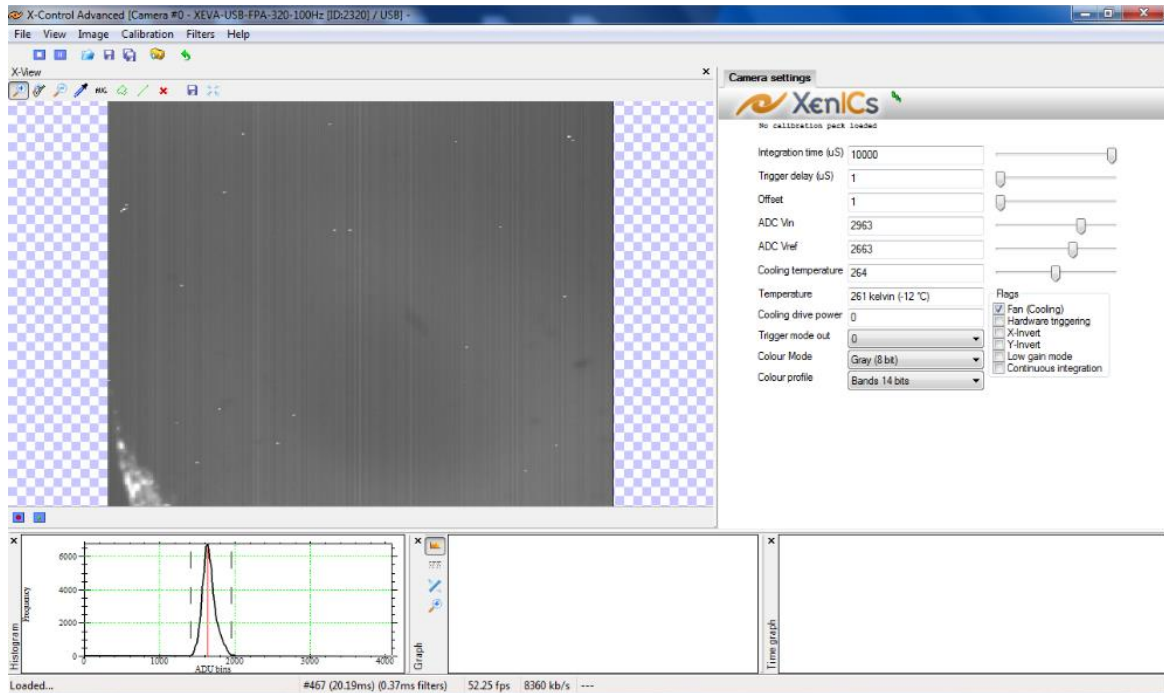 X-Control Advanced [Camera #0 - XEVA-USB-FPA-320-100Hz [ID:2320] / USB] -
File View Image Calibration Filters Help
X-View
Camera settings
XenICs
No calibration pack loaded
Integration time (uS) 10000
Trigger delay (uS) 1
Offset 1
ADC Vin 2963
ADC Vref 2663
Cooling temperature 264
Temperature 261 kelvin (-12 °C)
Cooling drive power 0
Trigger mode out 0
Colour Mode Gray (8 bit)
Colour profile Bands 14 bits
Flags
Fan (Cooling)
Hardware triggering
X-Invert
Y-Invert
Low gain mode
Continuous integration
Histogram
Frequency
6000
4000
2000
0
0 1000 2000 3000 4000
ADU bins
Graph
Time graph
Loaded... #467 (20.19ms) (0.37ms filters) 52.25 fps 8360 kb/s ---